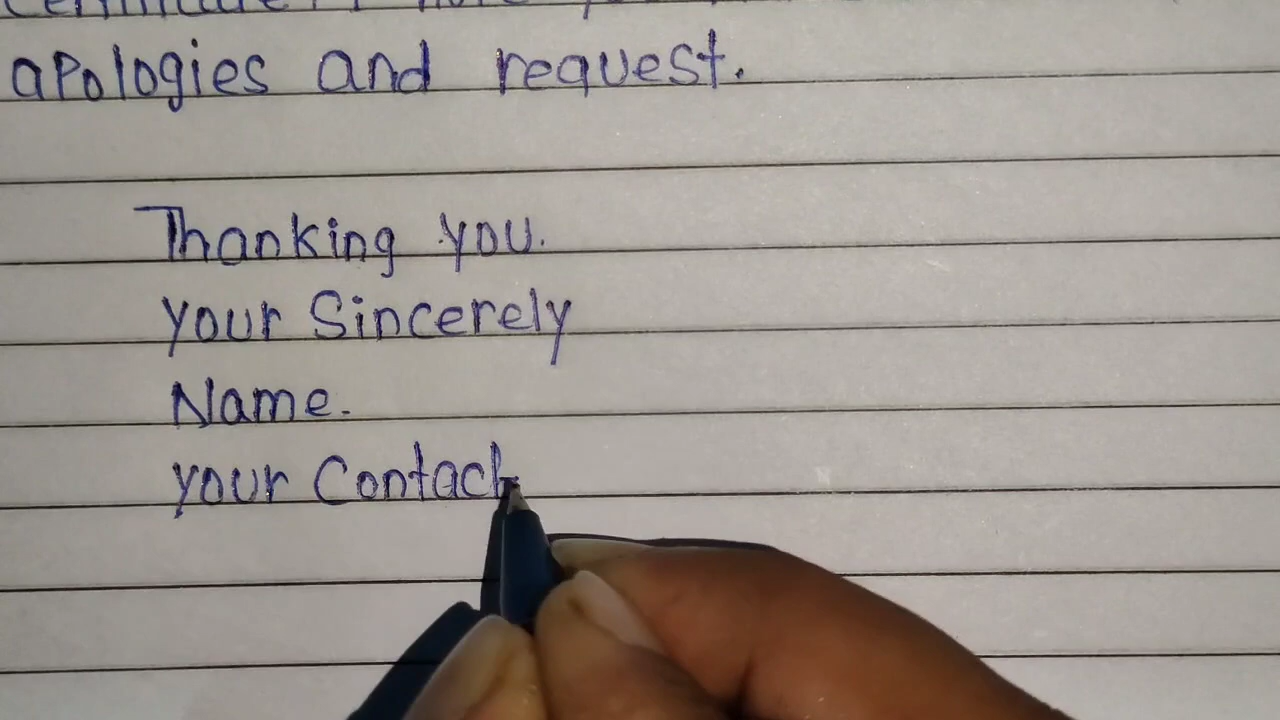 apologies and request.
Thanking you.
your Sincerely
Name.
your Contact